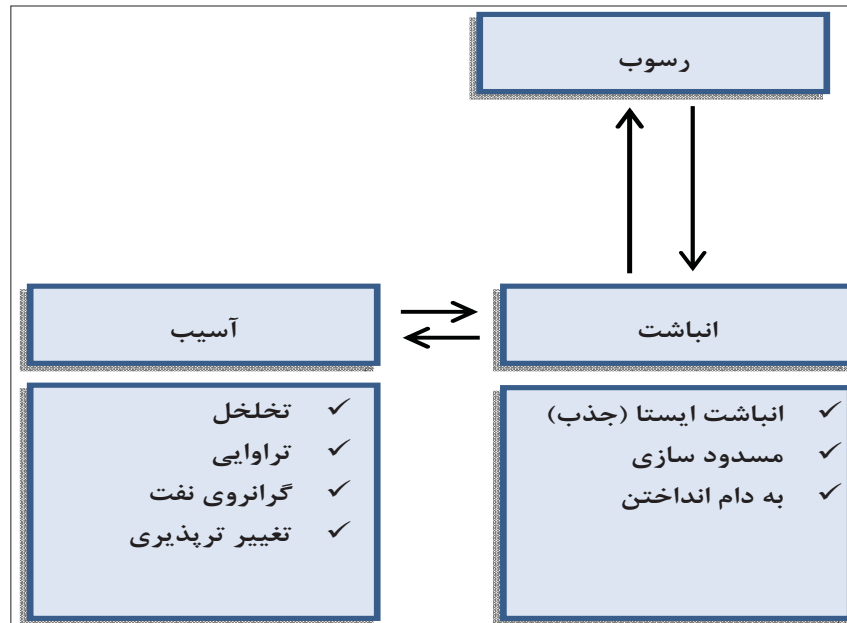 رسوب
انباشت
آسیب
انباشت ایستا (جذب)
مسدود سازی
به دام انداختن
تخلخل
تراوایی
گرانروی نفت
تغییر ترپذیری